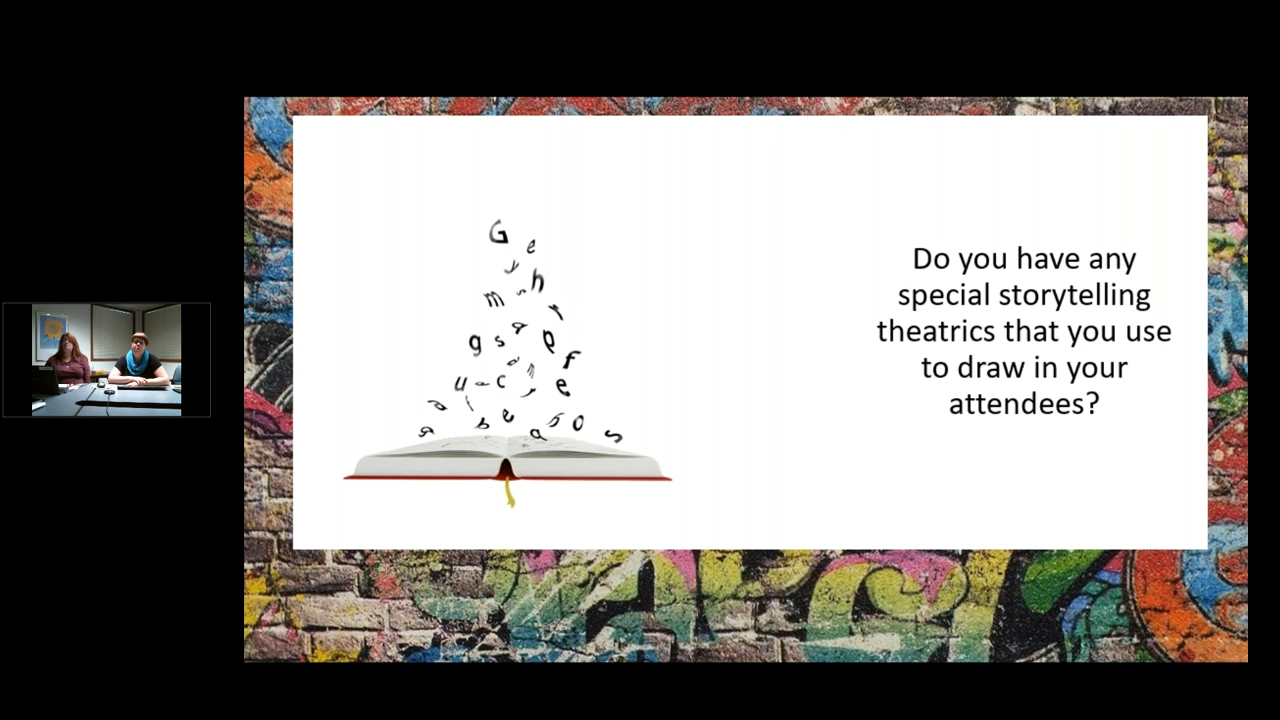 Do you have any
special storytelling
theatrics that you use
to draw in your
attendees?
G
e
y
h
m
s
r
a
g
s
e
f
a
n
u
a
c
r
e
a
l
a
s
e
a
b
o
s